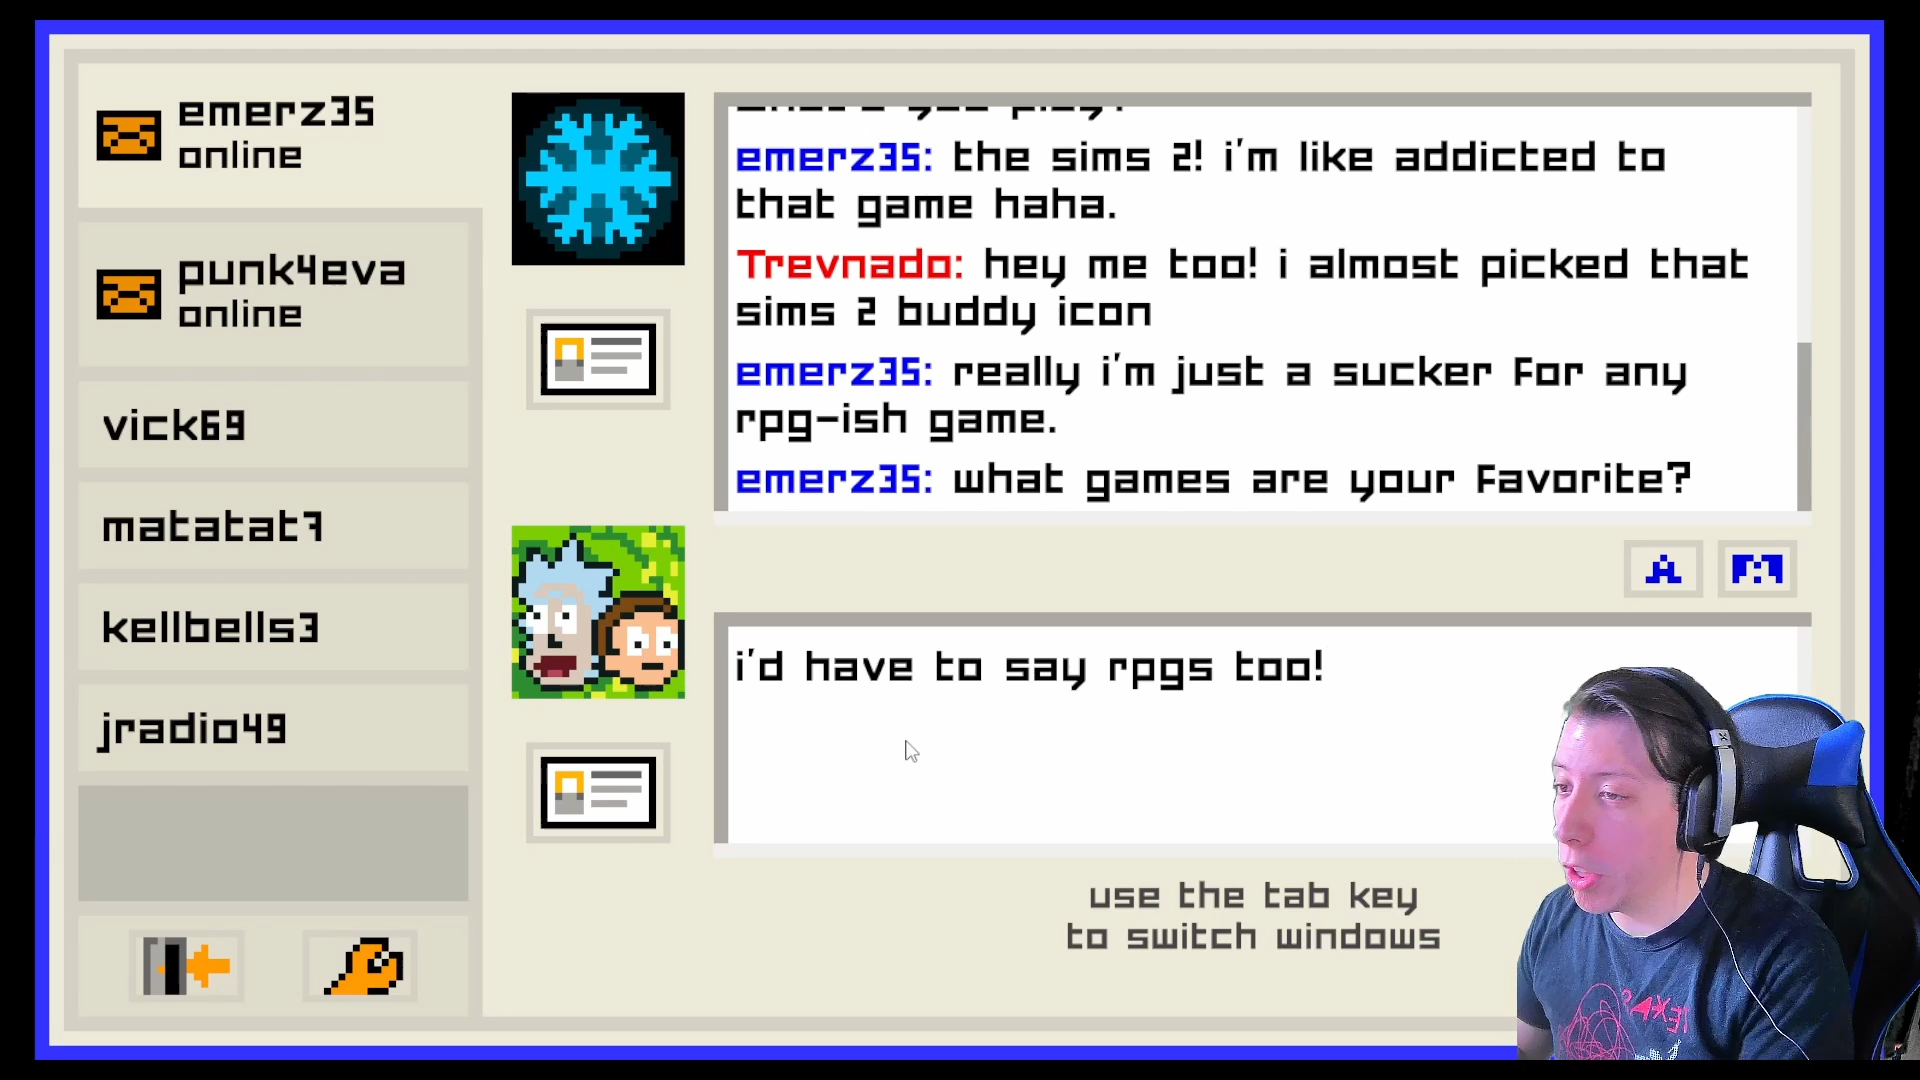 emerz35
online
punk4eva
online
vick69
matatat7
kellbells3
jradio49
emerz35: the sims 2! i'm like addicted to
that game haha.
Trevnado: hey me too! i almost picked that
sims 2 buddy icon
emerz35: really i'm just a sucker for any
rpg-ish game.
emerz35: what games are your favorite?
A
i'd have to say rpgs too!
use the tab key
to switch windows